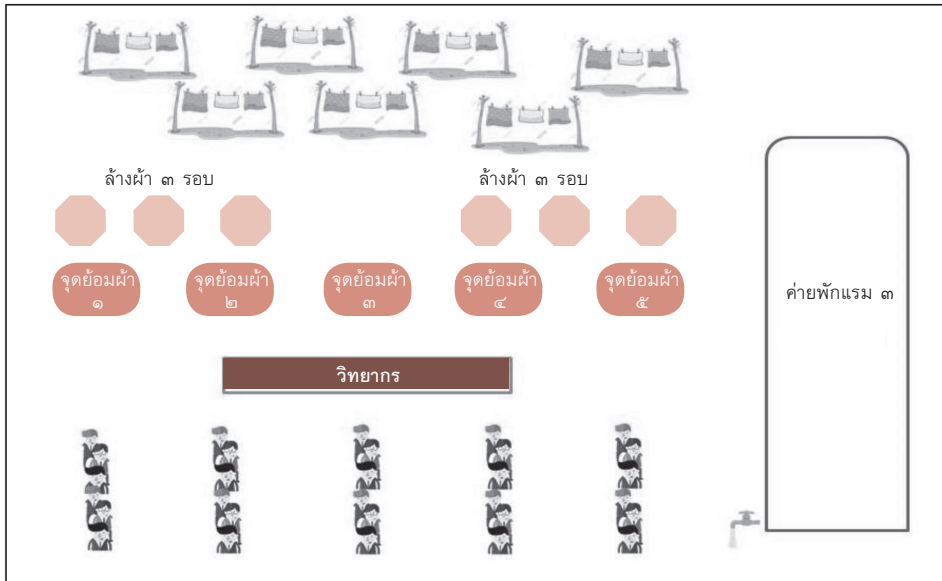 ล้างผ้า ๓ รอบ
ล้างผ้า ๓ รอบ
จุดย้อมผ้า
๑
จุดย้อมผ้า
๒
จุดย้อมผ้า
๓
จุดย้อมผ้า
๔
จุดย้อมผ้า
๕
ค่ายพักแรม ๓
วิทยากร